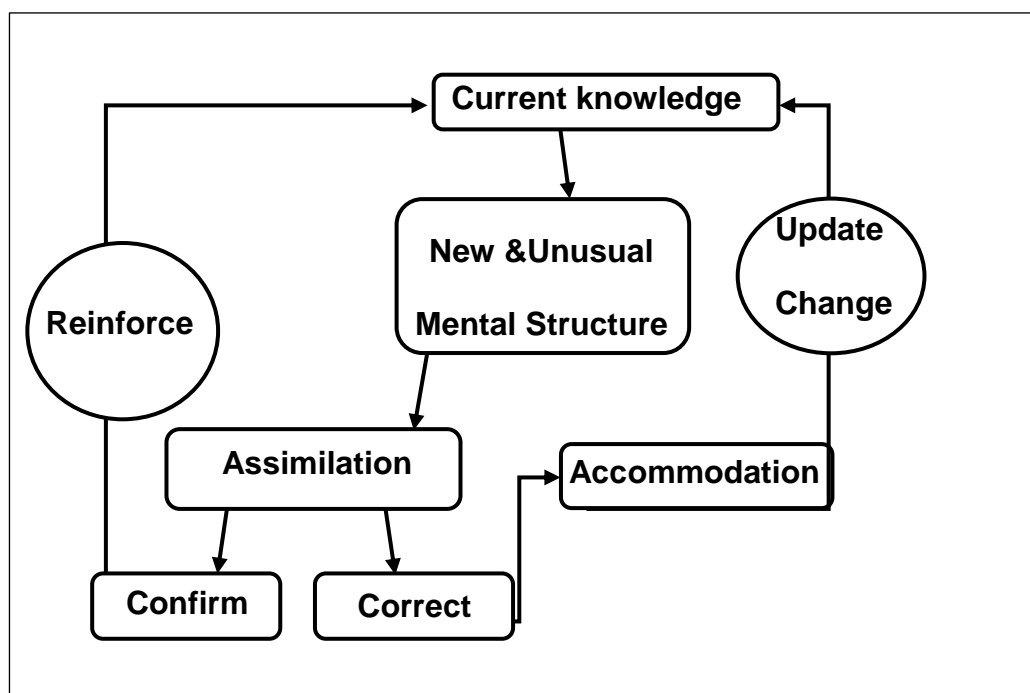 Current knowledge
New &Unusual
Mental Structure
Update
Change
Reinforce
Assimilation
Accommodation
Confirm
Correct